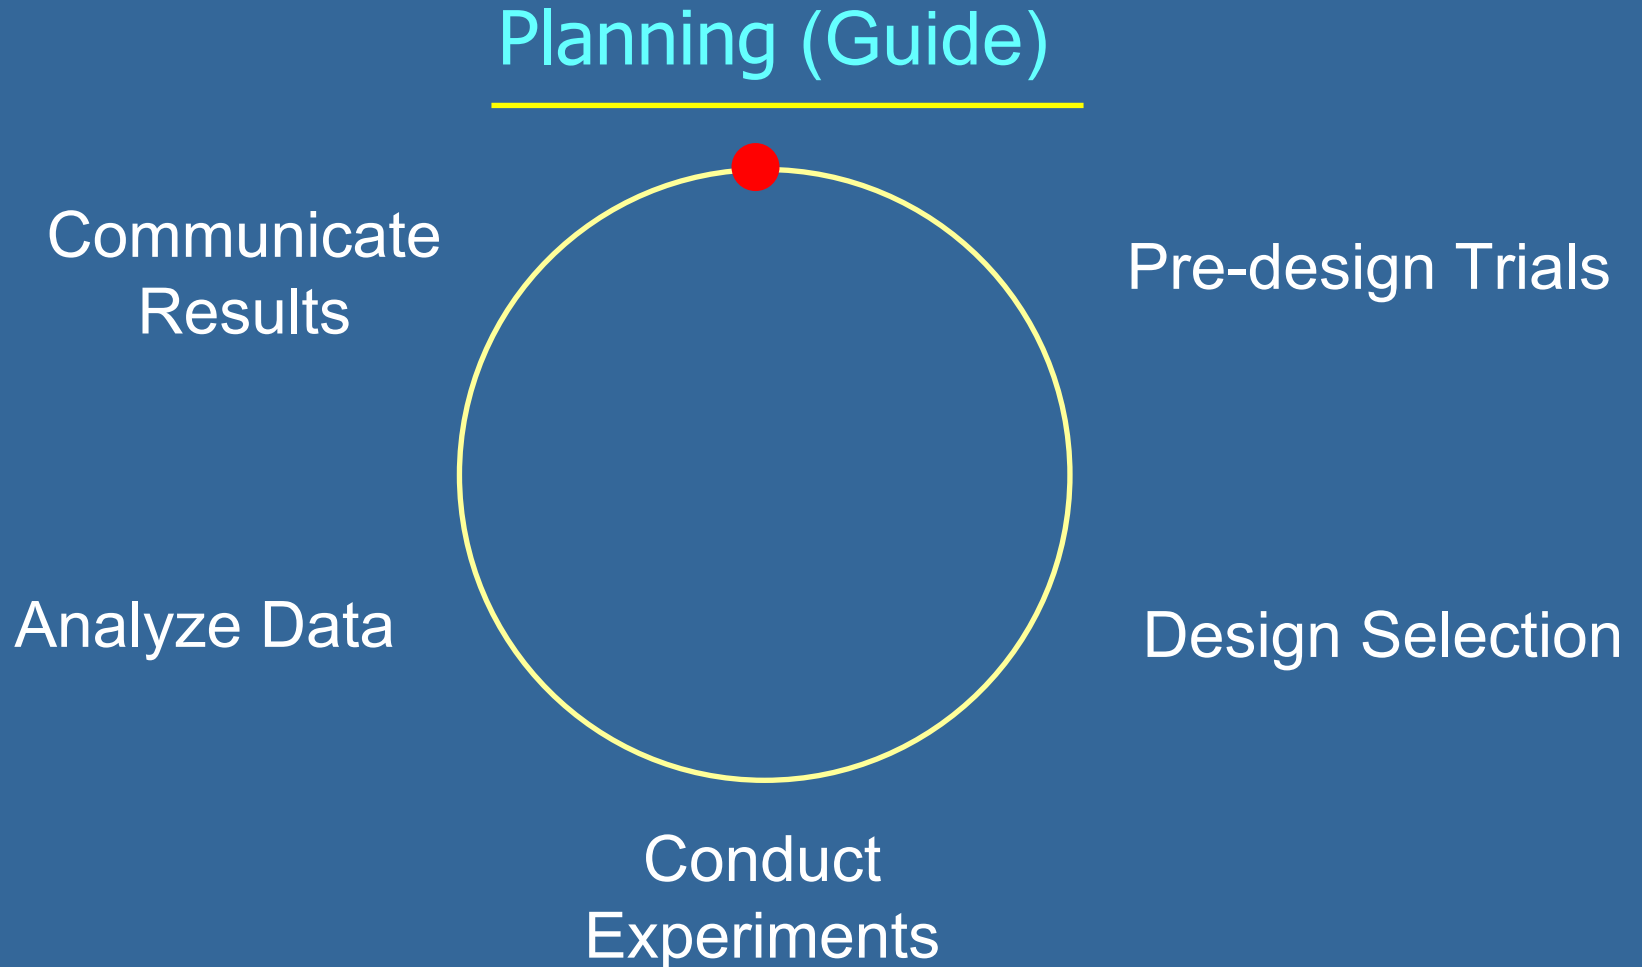 Planning (Guide)
Communicate
Results
Pre-design Trials
Analyze Data
Design Selection
Conduct
Experiments